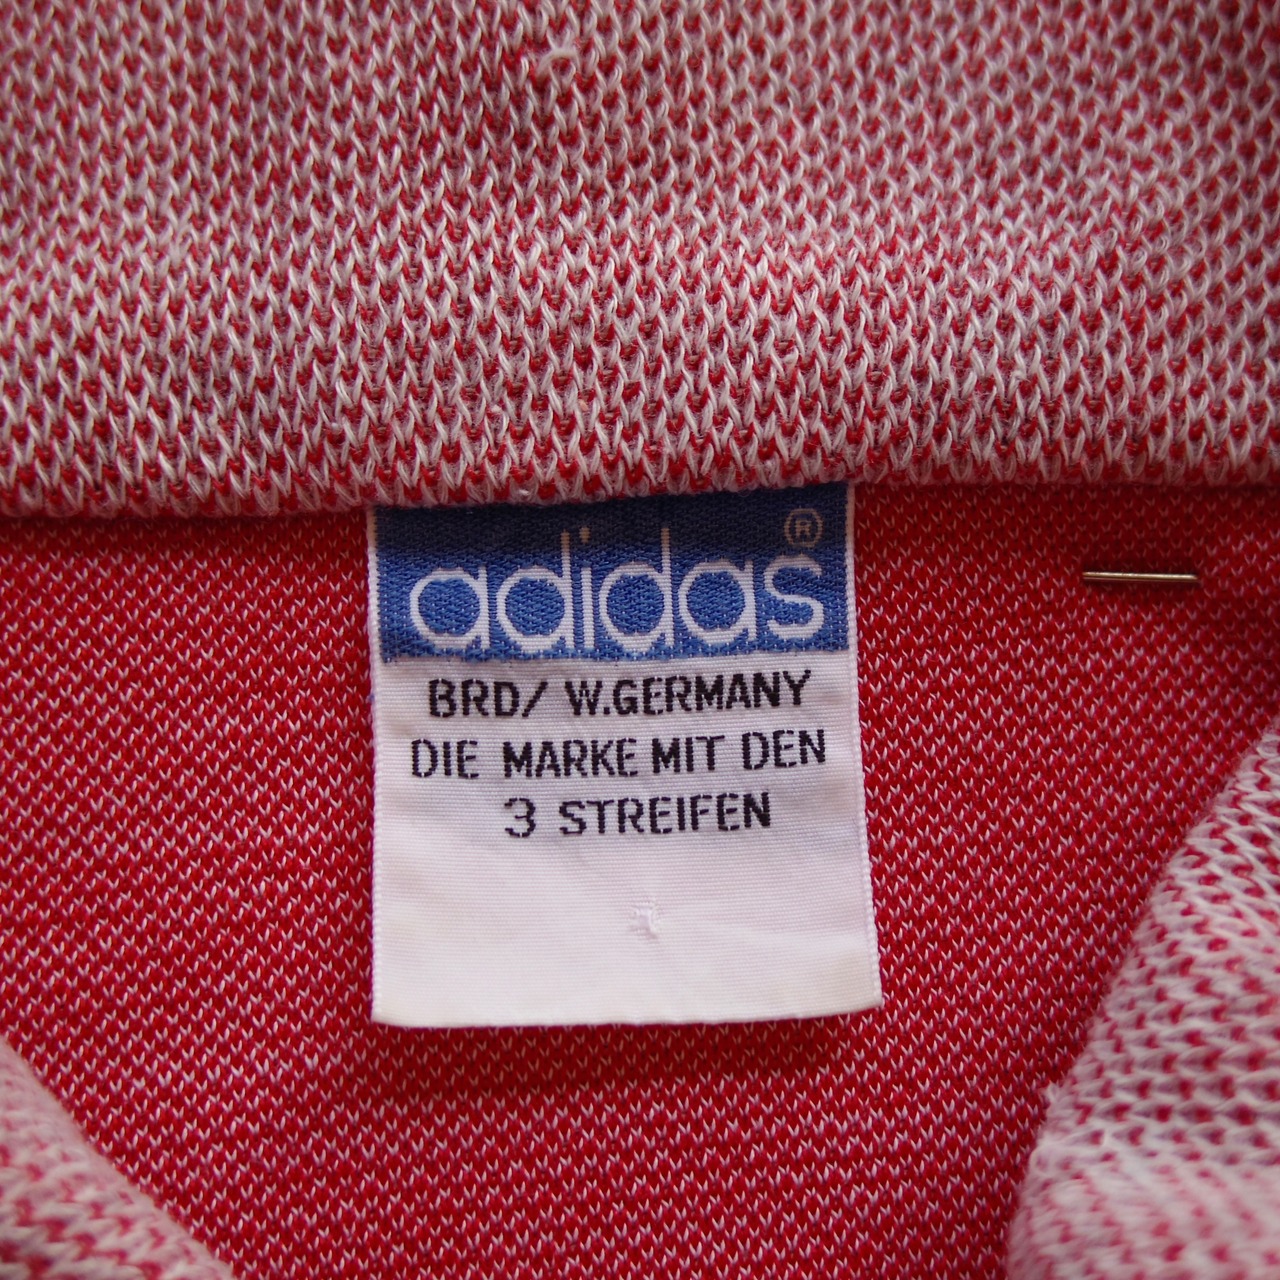 adidas®
BRD/ W.GERMANY
DIE MARKE MIT DEN
3 STREIFEN